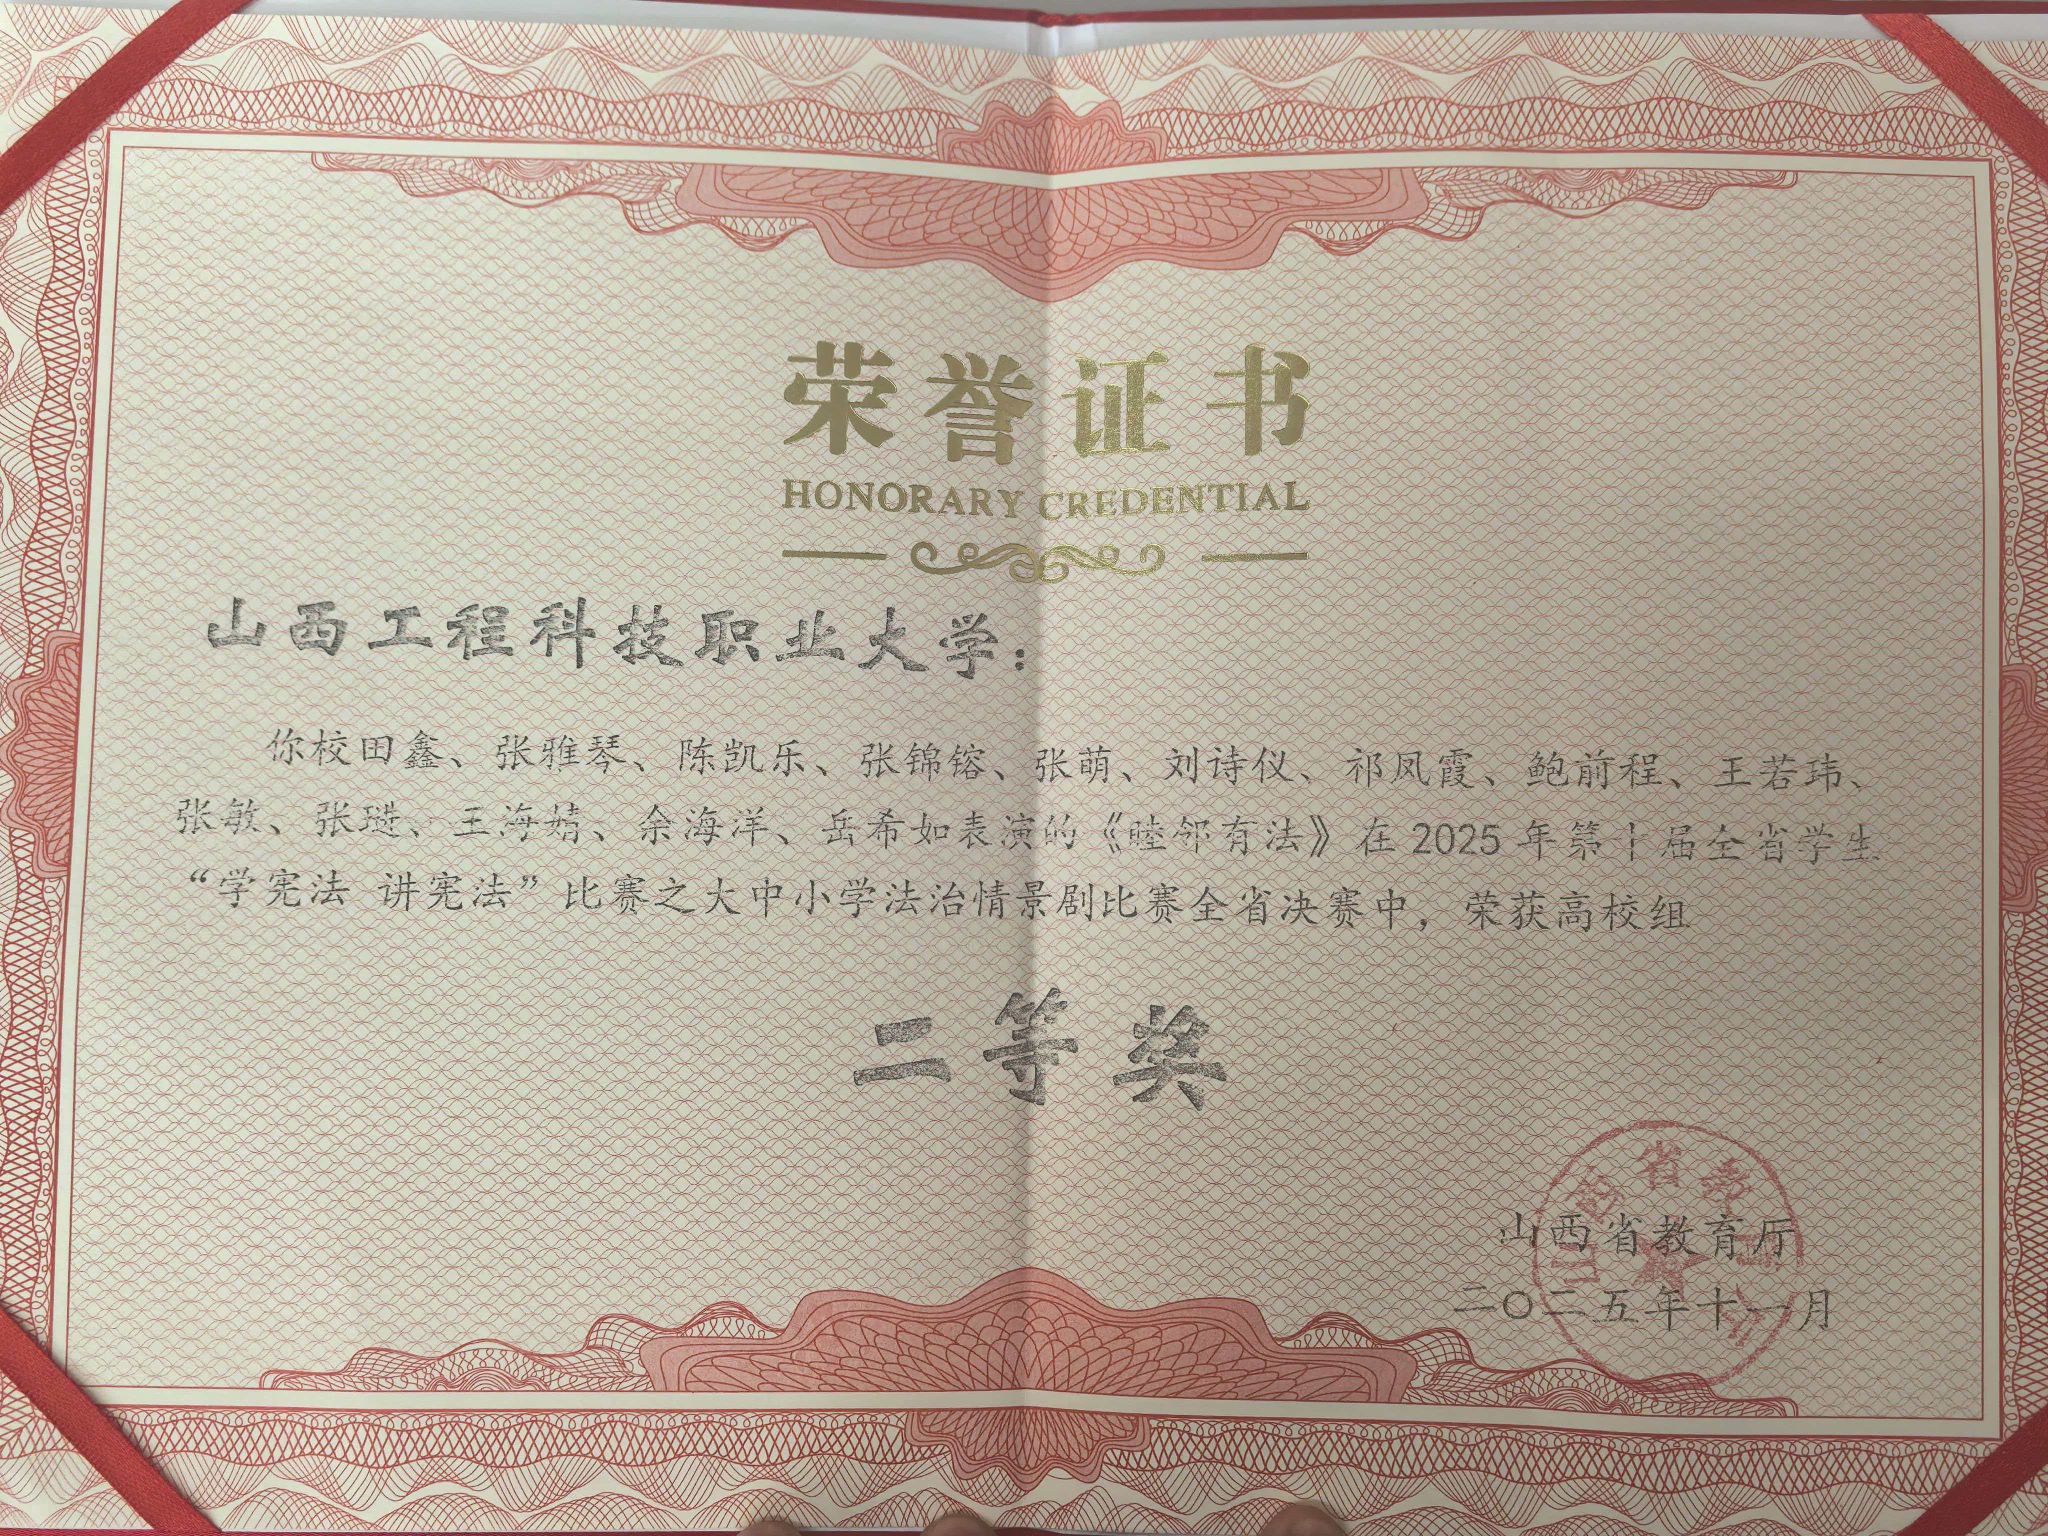 荣誉证书
HONORARY CREDENTIAL
山西工程科技职业大学：
你校田鑫、张雅琴、陈凯乐、张锦镕、张萌、刘诗仪、祁凤霞、鲍前程、王若玮、
张敏、张琎、王海婧、余海洋、岳希如表演的《睦邻有法》在 2025 年第十届全省学生
“学宪法 讲宪法”比赛之大中小学法治情景剧比赛全省决赛中，荣获高校组
二等奖
山西省教育厅
二〇二五年十一月